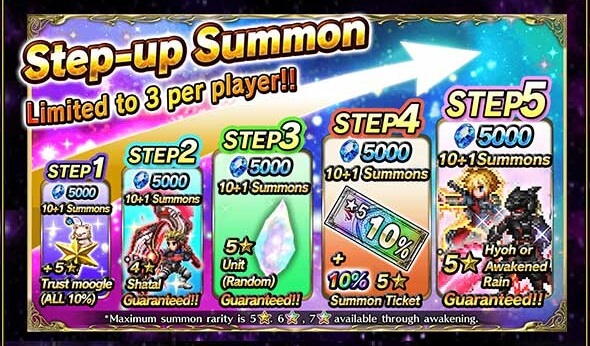 Step-up Summon
Limited to 3 per player!!
STEP1
5000
10+1 Summons
+ 5★
Trust moogle
(ALL 10%)
STEP2
5000
10+1 Summons
4★
Shatal
Guaranteed!!
STEP3
5000
10+1 Summons
5★
Unit
(Random)
Guaranteed!!
STEP4
5000
10+1 Summons
★5
10%
+
10% 5★
Summon Ticket
STEP5
5000
10+1 Summons
5★
Hyoh or
Awakened
Rain
Guaranteed!!
*Maximum summon rarity is 5★. 6★, 7★ available through awakening.